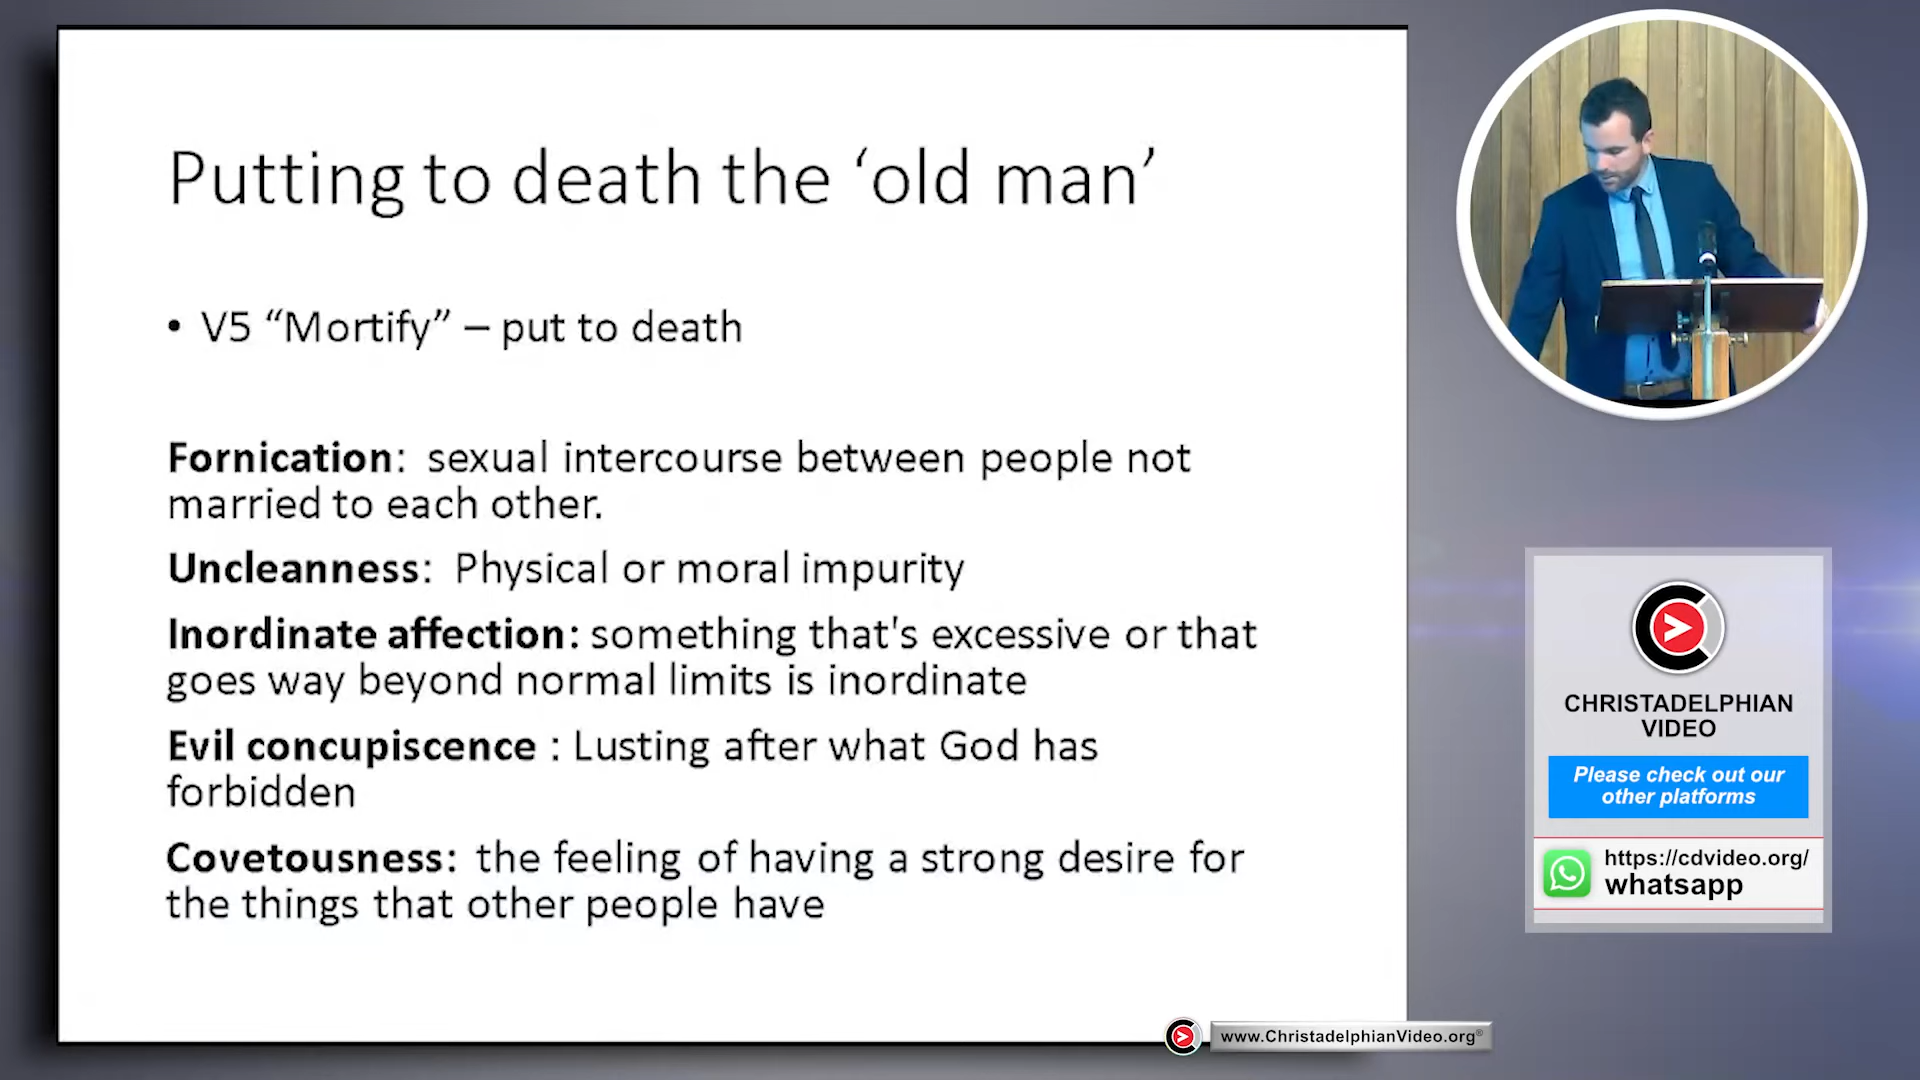 Putting to death the ‘old man’
• V5 “Mortify” – put to death
Fornication:  sexual intercourse between people not
married to each other.
Uncleanness:  Physical or moral impurity
Inordinate affection: something that's excessive or that
goes way beyond normal limits is inordinate
Evil concupiscence : Lusting after what God has
forbidden
Covetousness:  the feeling of having a strong desire for
the things that other people have
CHRISTADELPHIAN
VIDEO
Please check out our
other platforms
https://cdvideo.org/
whatsapp
www.ChristadelphianVideo.org®